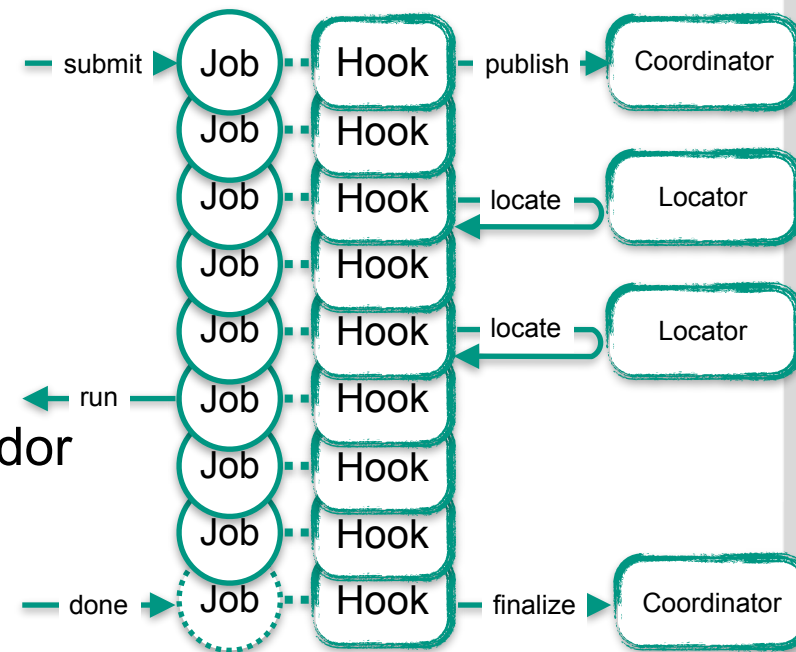 submit Job Hook publish Coordinator
Job Hook
Job Hook locate Locator
Job Hook
Job Hook locate Locator
run Job Hook
dor
Job Hook
Job Hook
done Job Hook finalize Coordinator